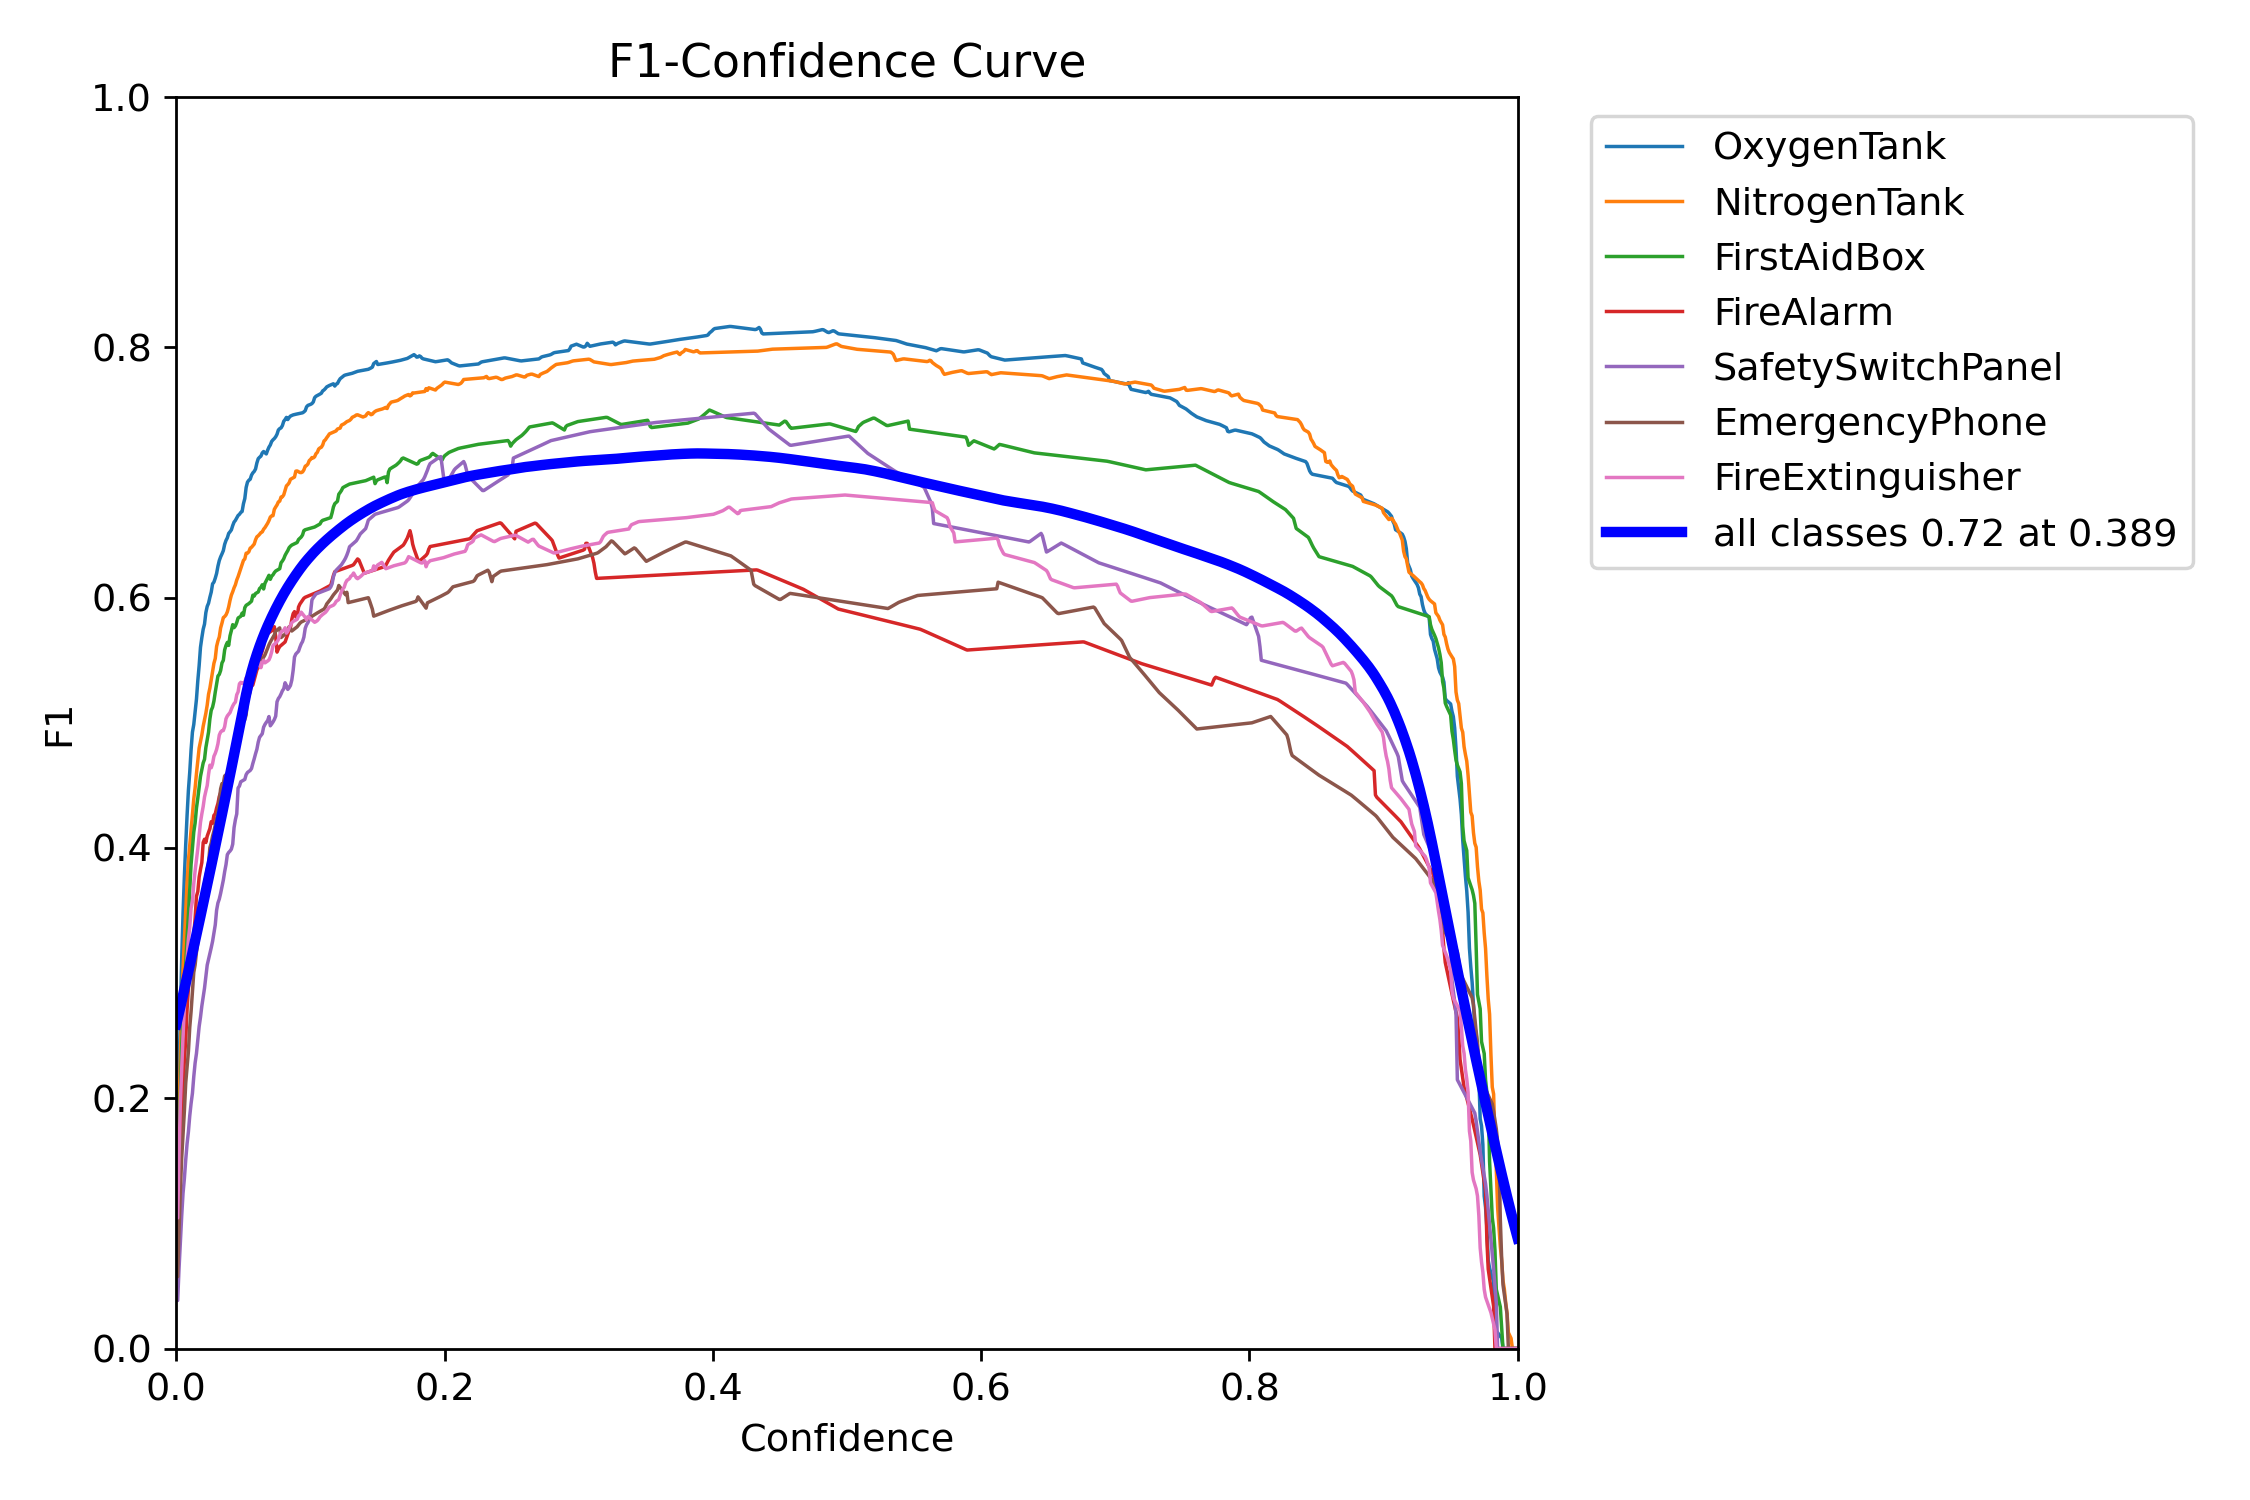 F1-Confidence Curve
1.0
0.8
0.6
0.4
0.2
0.0
F1
0.0 0.2 0.4 0.6 0.8 1.0
Confidence
OxygenTank
NitrogenTank
FirstAidBox
FireAlarm
SafetySwitchPanel
EmergencyPhone
FireExtinguisher
all classes 0.72 at 0.389